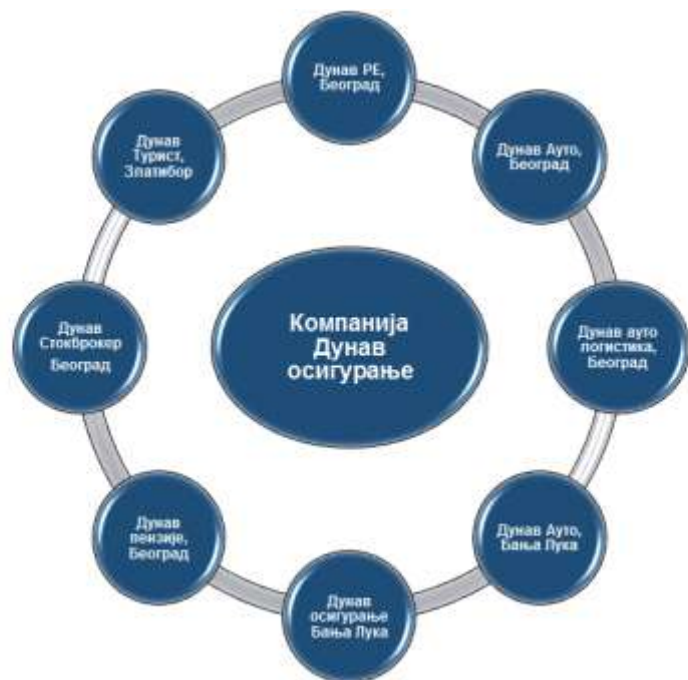 Дунав РЕ,
Београд
Дунав Ауто,
Београд
Дунав ауто
логистика,
Београд
Дунав Ауто,
Бања Лука
Дунав
осигурање
Бања Лука
Дунав
пензије,
Београд
Дунав
Стокброкер
Београд
Дунав
Турист,
Златибор
Компанија
Дунав
осигурање